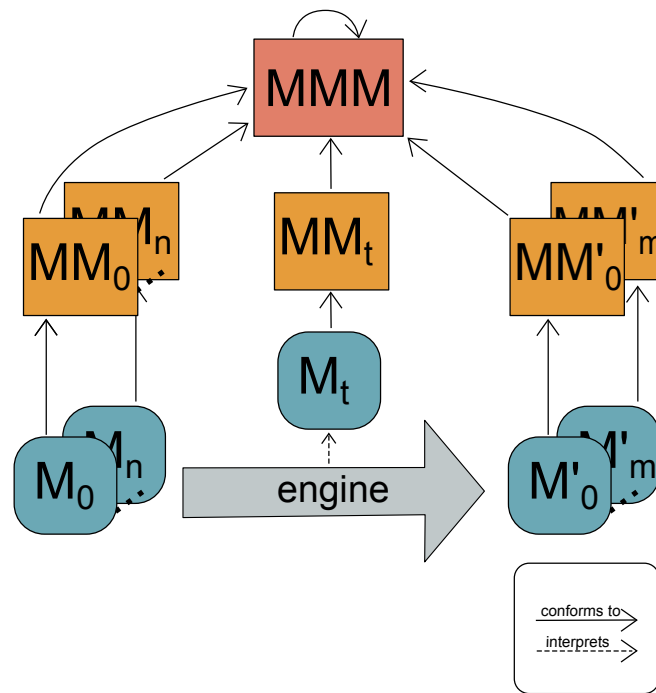 MMM
MM₀
MMₙ
MMₜ
MM'₀
MM'ₘ
M₀
Mₙ
Mₜ
M'₀
M'ₘ
engine
conforms to
interprets